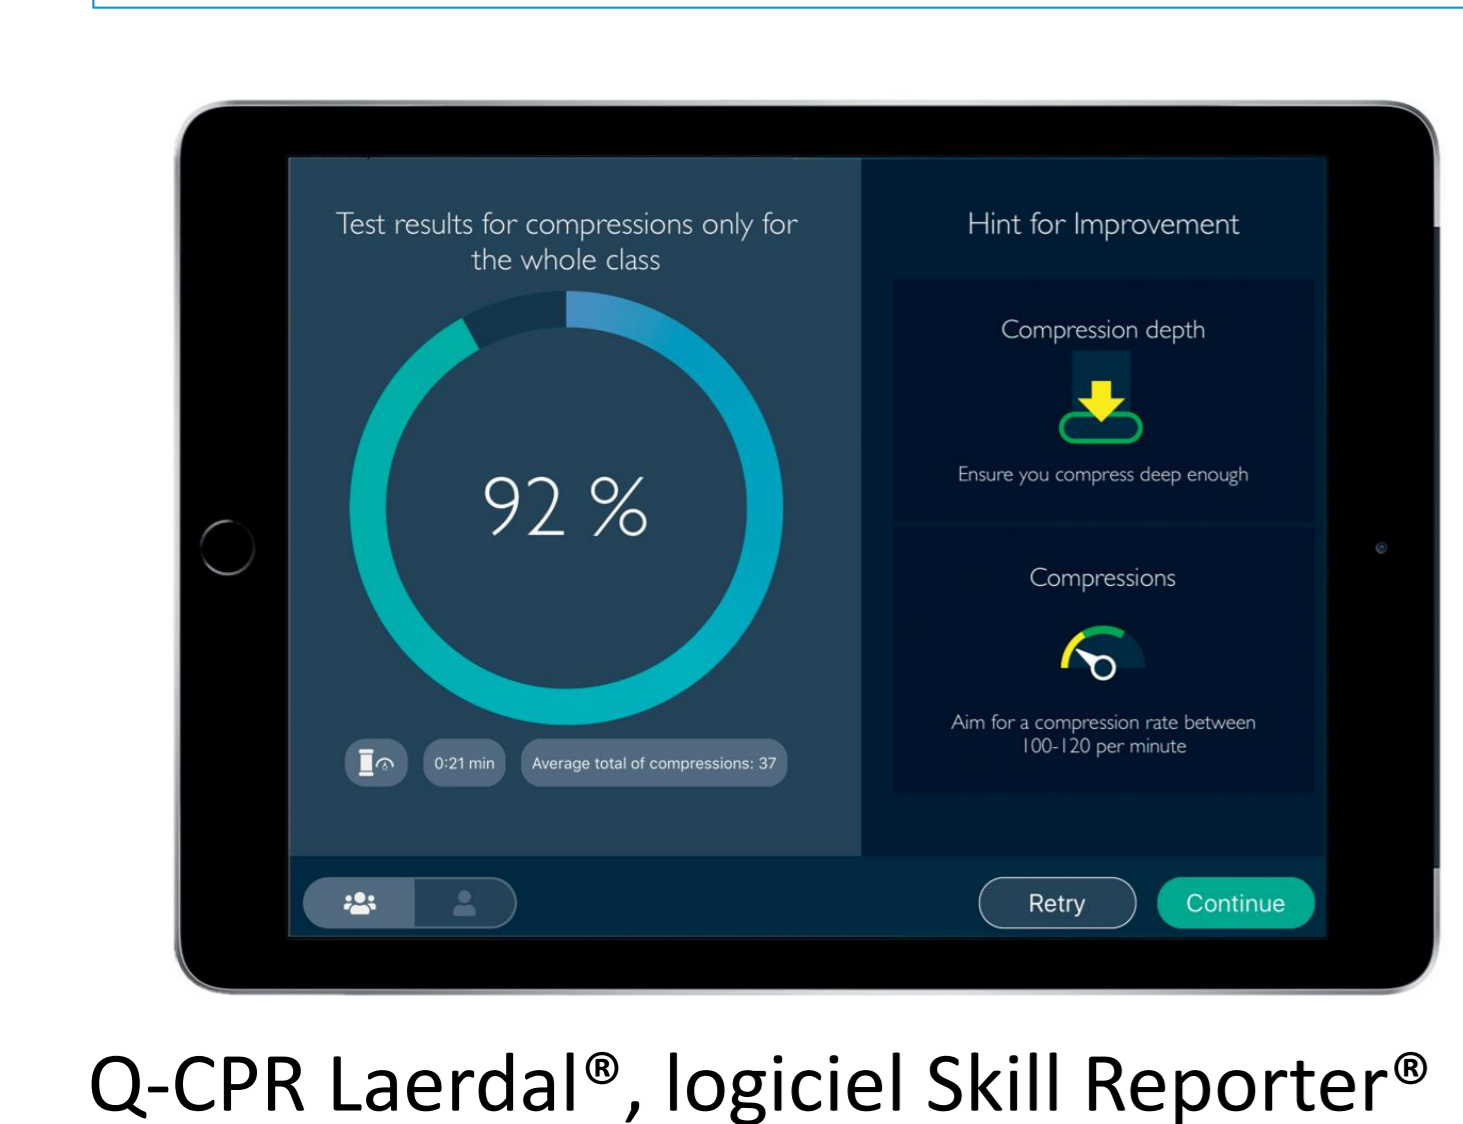 Test results for compressions only for
the whole class
92 %
0:21 min
Average total of compressions: 37
Hint for Improvement
Compression depth
Ensure you compress deep enough
Compressions
Aim for a compression rate between
100-120 per minute
Retry
Continue
Q-CPR Laerdal®, logiciel Skill Reporter®